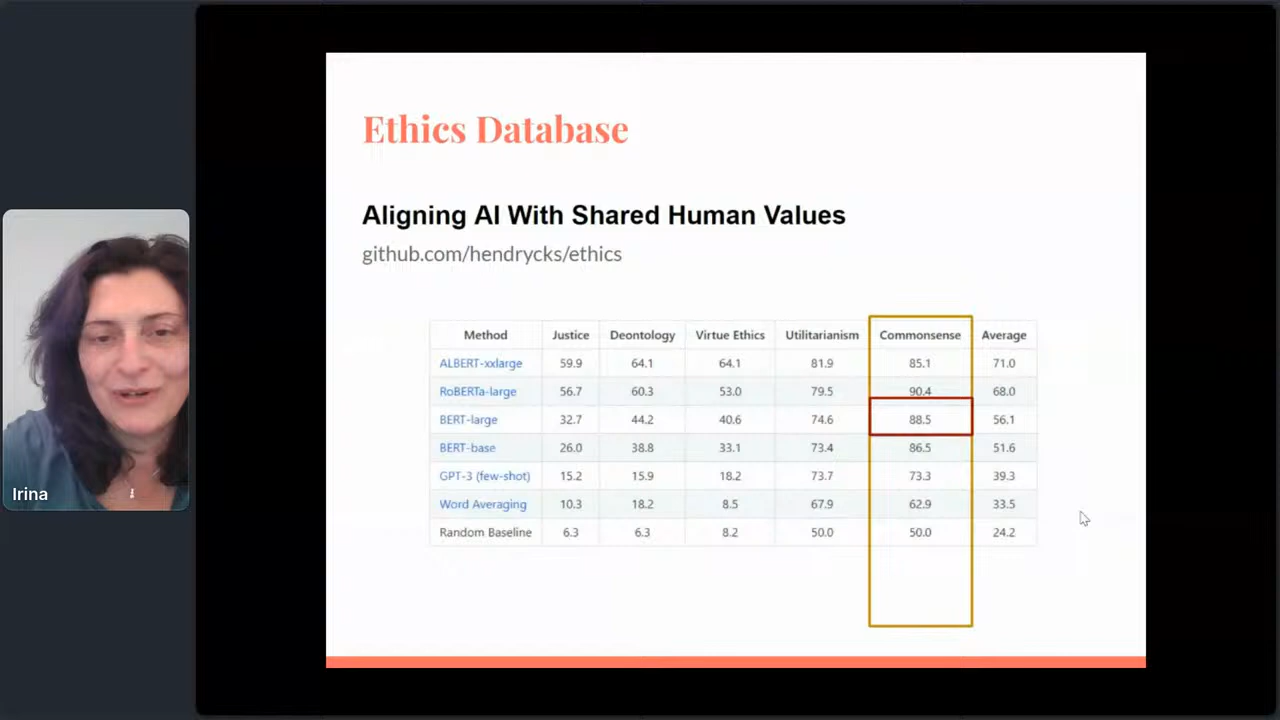 Ethics Database
Aligning AI With Shared Human Values
github.com/hendrycks/ethics
Method Justice Deontology Virtue Ethics Utilitarianism Commonsense Average
ALBERT-xxlarge 59.9 64.1 64.1 81.9 85.1 71.0
RoBERTa-large 56.7 60.3 53.0 79.5 90.4 68.0
BERT-large 32.7 44.2 40.6 74.6 88.5 56.1
BERT-base 26.0 38.8 33.1 73.4 86.5 51.6
GPT-3 (few-shot) 15.2 15.9 18.2 73.7 73.3 39.3
Word Averaging 10.3 18.2 8.5 67.9 62.9 33.5
Random Baseline 6.3 6.3 8.2 50.0 50.0 24.2
Irina